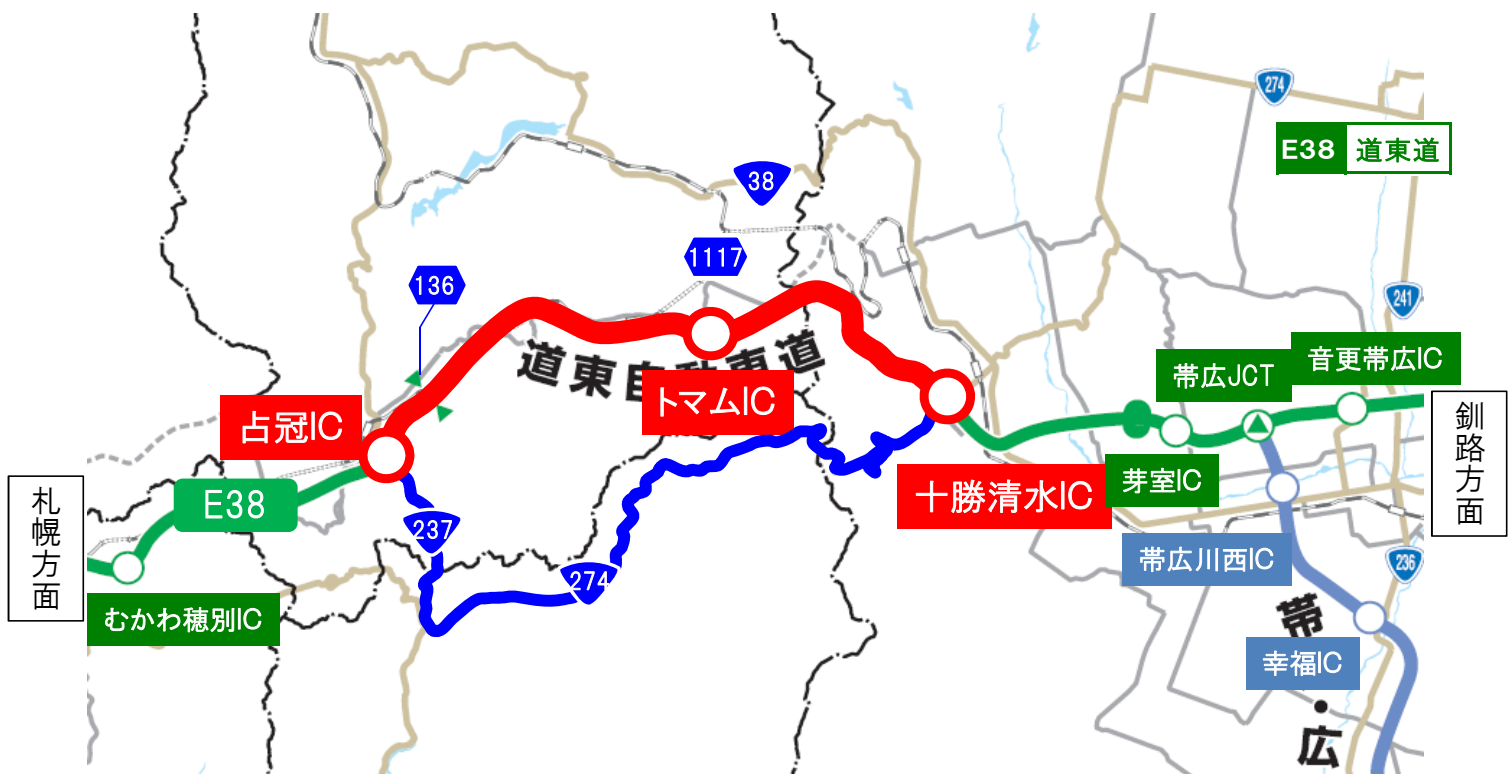 274
E38 道東道
38
1117
136
241
音更帯広IC
帯広JCT
道東自動車道
トマムIC
占冠IC
釧路方面
芽室IC
十勝清水IC
札幌方面
E38
237
帯広川西IC
236
274
むかわ穂別IC
帯・広
幸福IC